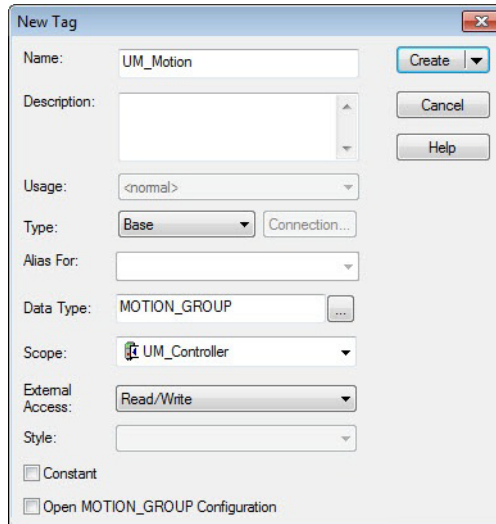 New Tag
Name: UM_Motion Create
Description: Cancel
Help
Usage: <normal>
Type: Base Connection...
Alias For:
Data Type: MOTION_GROUP ...
Scope: UM_Controller
External Access: Read/Write
Style:
Constant
Open MOTION_GROUP Configuration